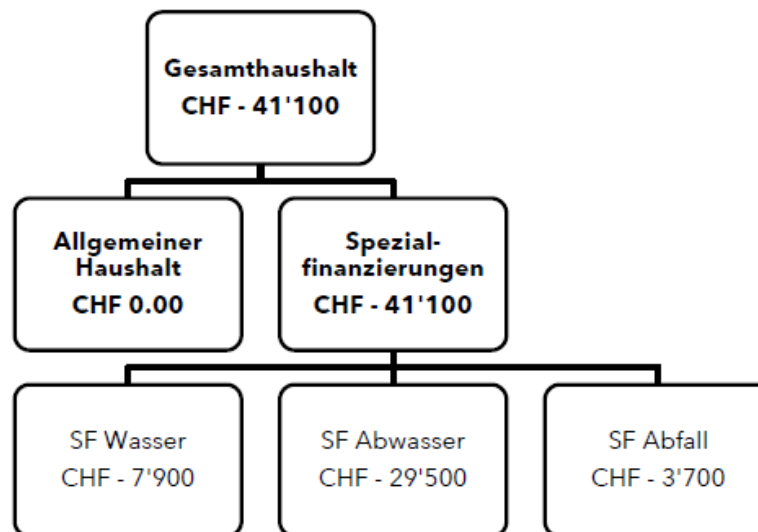 Gesamthaushalt
CHF - 41'100
Allgemeiner
Haushalt
CHF 0.00
Spezial-
finanzierungen
CHF - 41'100
SF Wasser
CHF - 7'900
SF Abwasser
CHF - 29'500
SF Abfall
CHF - 3'700